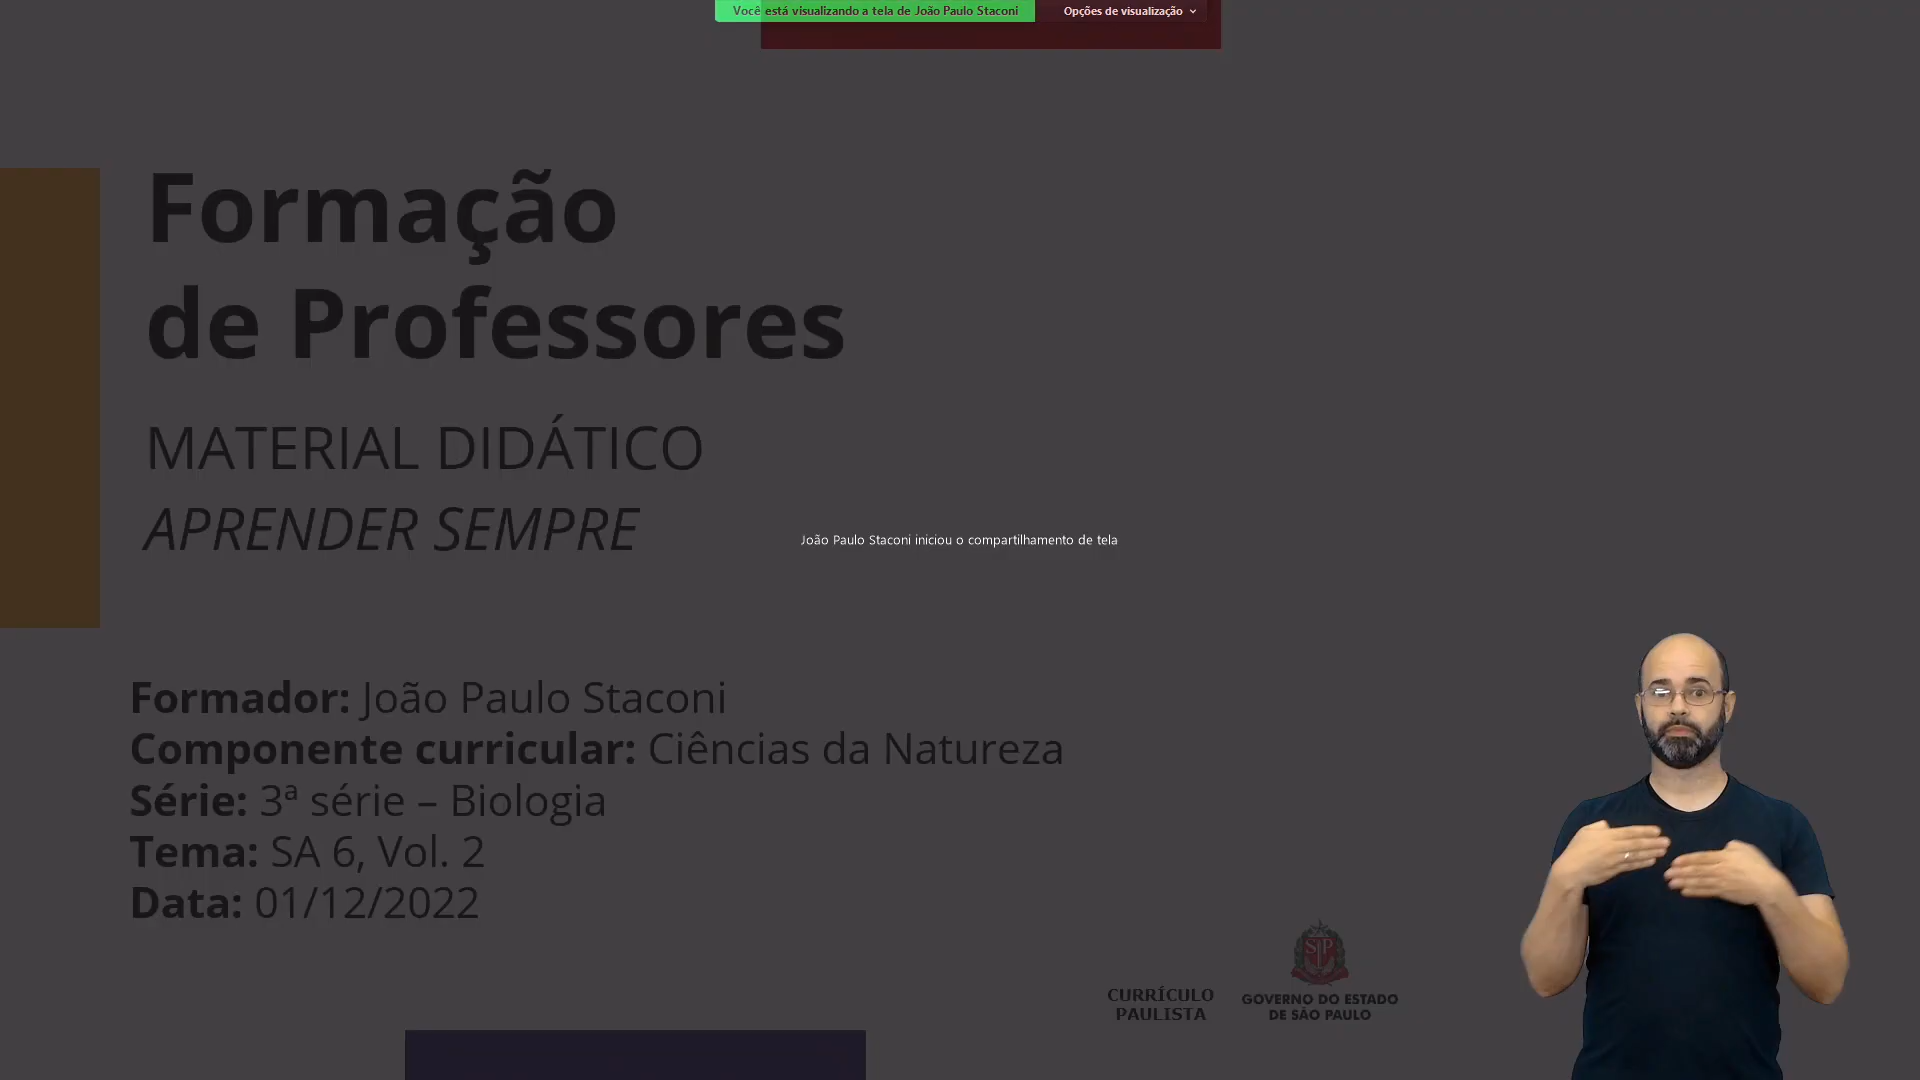 Você está visualizando a tela de João Paulo Staconi
Opções de visualização
Formação
de Professores
MATERIAL DIDÁTICO
APRENDER SEMPRE
João Paulo Staconi iniciou o compartilhamento de tela
Formador: João Paulo Staconi
Componente curricular: Ciências da Natureza
Série: 3ª série – Biologia
Tema: SA 6, Vol. 2
Data: 01/12/2022
SP
CURRÍCULO
PAULISTA
GOVERNO DO ESTADO
DE SÃO PAULO